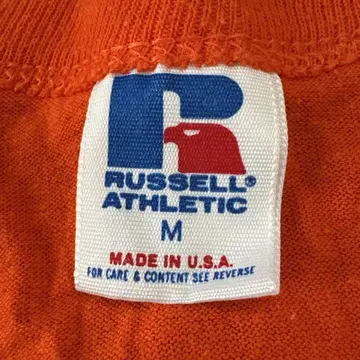 R
RUSSELL®
ATHLETIC
M
MADE IN U.S.A.
FOR CARE & CONTENT SEE REVERSE